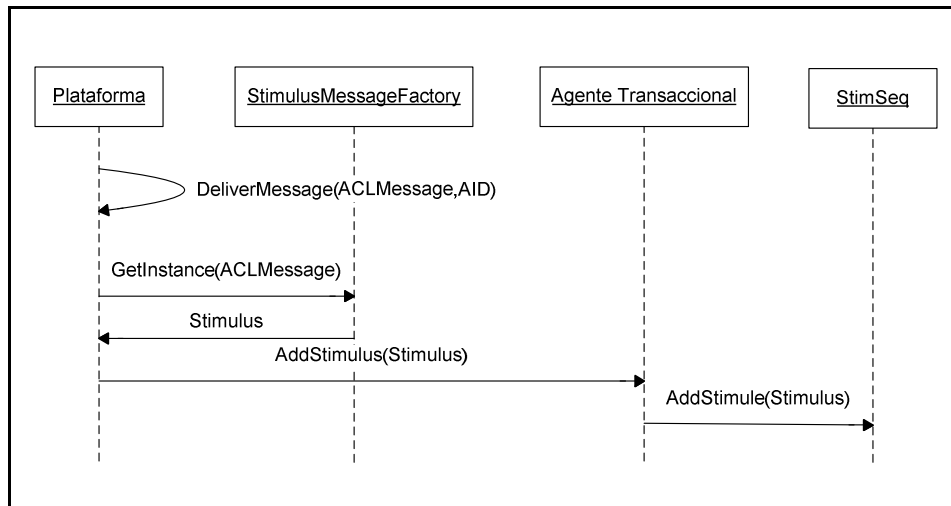 Plataforma
StimulusMessageFactory
Agente Transaccional
StimSeq
DeliverMessage(ACLMessage,AID)
GetInstance(ACLMessage)
Stimulus
AddStimulus(Stimulus)
AddStimule(Stimulus)